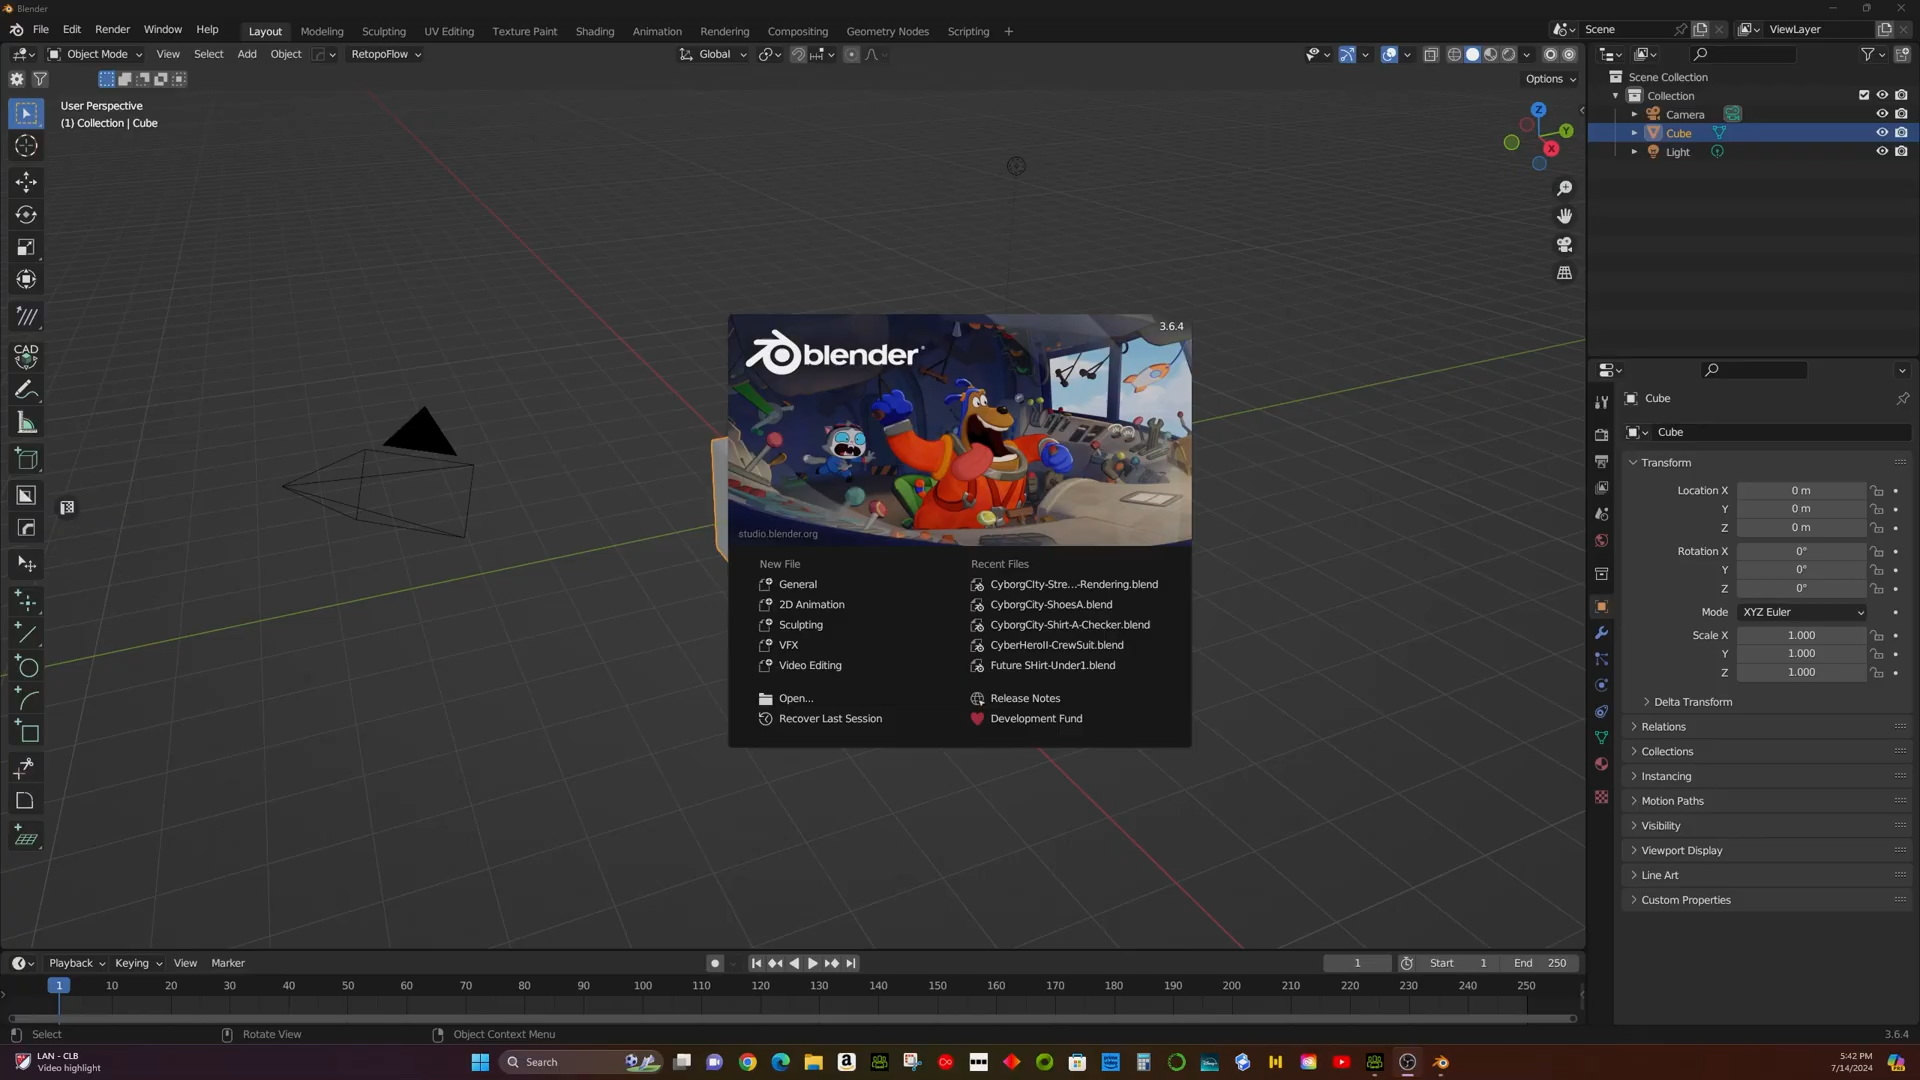 Blender
File Edit Render Window Help Layout Modeling Sculpting UV Editing Texture Paint Shading Animation Rendering Compositing Geometry Nodes Scripting + Scene ViewLayer
Object Mode View Select Add Object RetopoFlow Global
Options
User Perspective
(1) Collection | Cube
Z
Y
X
CAD
Scene Collection
Collection
Camera
Cube
Light
3.6.4
blender
studio.blender.org
New File
General
2D Animation
Sculpting
VFX
Video Editing
Open...
Recover Last Session
Recent Files
CyborgCIty-Stre...-Rendering.blend
CyborgCity-ShoesA.blend
CyborgCity-Shirt-A-Checker.blend
CyberHeroII-CrewSuit.blend
Future SHirt-Under1.blend
Release Notes
Development Fund
Cube
Cube
Transform
Location X 0 m
Y 0 m
Z 0 m
Rotation X 0°
Y 0°
Z 0°
Mode XYZ Euler
Scale X 1.000
Y 1.000
Z 1.000
Delta Transform
Relations
Collections
Instancing
Motion Paths
Visibility
Viewport Display
Line Art
Custom Properties
Playback Keying View Marker 1 Start 1 End 250
1 10 20 30 40 50 60 70 80 90 100 110 120 130 140 150 160 170 180 190 200 210 220 230 240 250
Select Rotate View Object Context Menu 3.6.4
LAN - CLB
Video highlight
Search
5:42 PM
7/14/2024